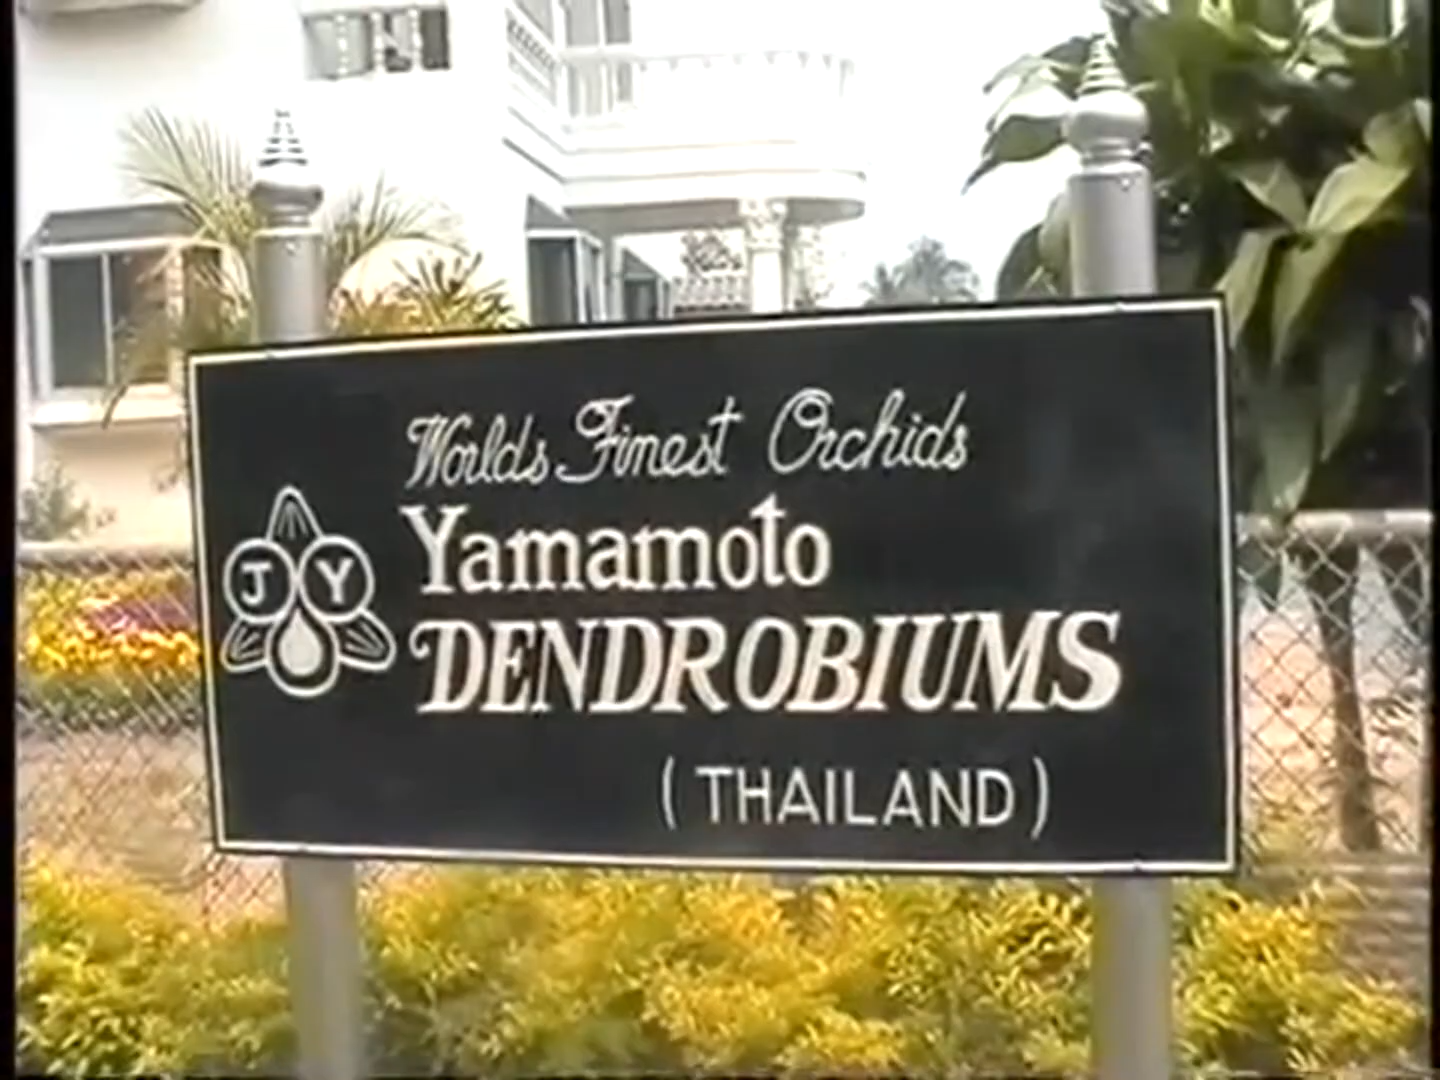 Worlds Finest Orchids
J Y
Yamamoto
DENDROBIUMS
(THAILAND)